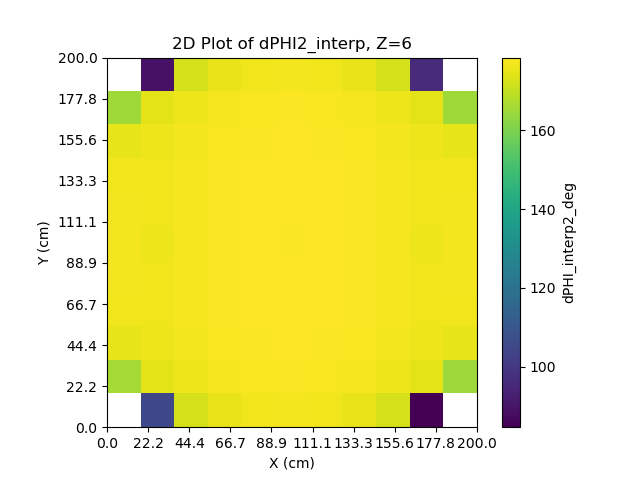 2D Plot of dPHI2_interp, Z=6
200.0
177.8
155.6
133.3
111.1
88.9
66.7
44.4
22.2
0.0
Y (cm)
0.0 22.2 44.4 66.7 88.9 111.1 133.3 155.6 177.8 200.0
X (cm)
160
140
120
100
dPHI_interp2_deg